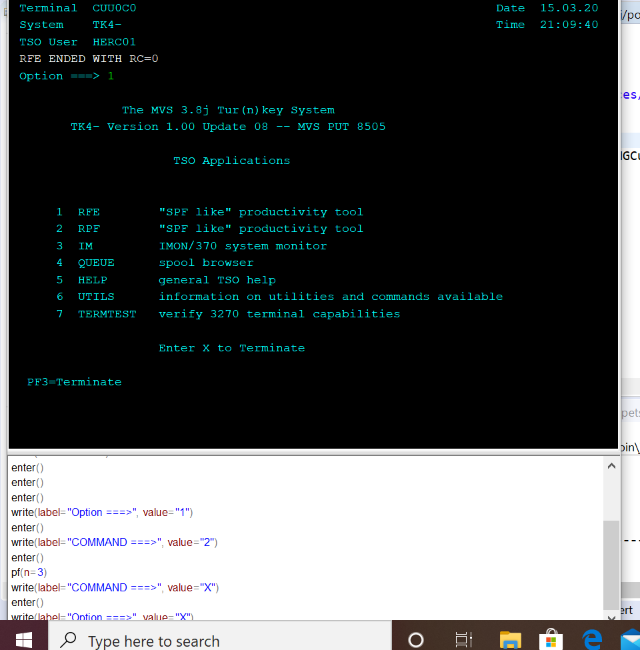 Terminal CUU0C0 Date 15.03.20
System TK4- Time 21:09:40
TSO User HERC01
RFE ENDED WITH RC=0
Option ===> 1
The MVS 3.8j Tur(n)key System
TK4- Version 1.00 Update 08 -- MVS PUT 8505
TSO Applications
1 RFE "SPF like" productivity tool
2 RPF "SPF like" productivity tool
3 IM IMON/370 system monitor
4 QUEUE spool browser
5 HELP general TSO help
6 UTILS information on utilities and commands available
7 TERMTEST verify 3270 terminal capabilities
Enter X to Terminate
PF3=Terminate
enter()
enter()
enter()
write(label="Option ===>", value="1")
enter()
write(label="COMMAND ===>", value="2")
enter()
pf(n=3)
write(label="COMMAND ===>", value="X")
enter()
write(label="Option ===>", value="X")
Type here to search